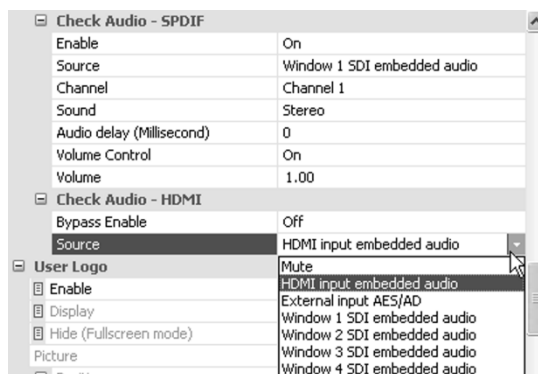 Check Audio - SPDIF
Enable On
Source Window 1 SDI embedded audio
Channel Channel 1
Sound Stereo
Audio delay (Millisecond) 0
Volume Control On
Volume 1.00
Check Audio - HDMI
Bypass Enable Off
Source HDMI input embedded audio
User Logo Mute
Enable HDMI input embedded audio
External input AES/AD
Display Window 1 SDI embedded audio
Hide (Fullscreen mode) Window 2 SDI embedded audio
Picture Window 3 SDI embedded audio
Window 4 SDI embedded audio